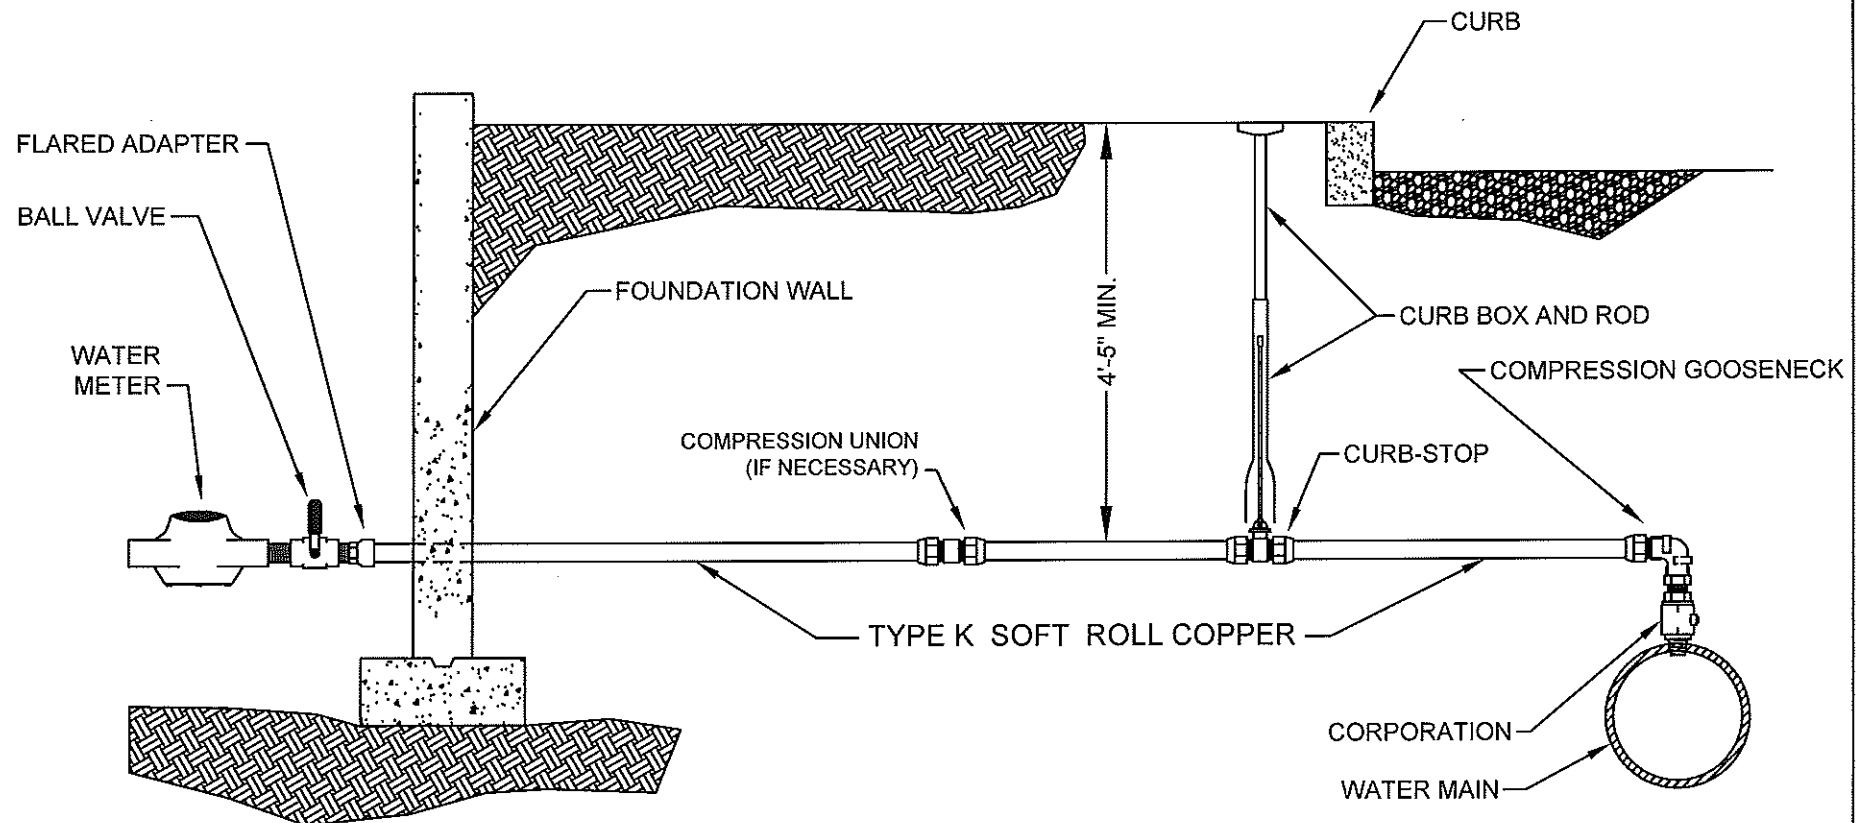 CURB
FLARED ADAPTER
BALL VALVE
FOUNDATION WALL
4'-5" MIN.
CURB BOX AND ROD
WATER
METER
COMPRESSION GOOSENECK
COMPRESSION UNION
(IF NECESSARY)
CURB-STOP
TYPE K SOFT ROLL COPPER
CORPORATION
WATER MAIN